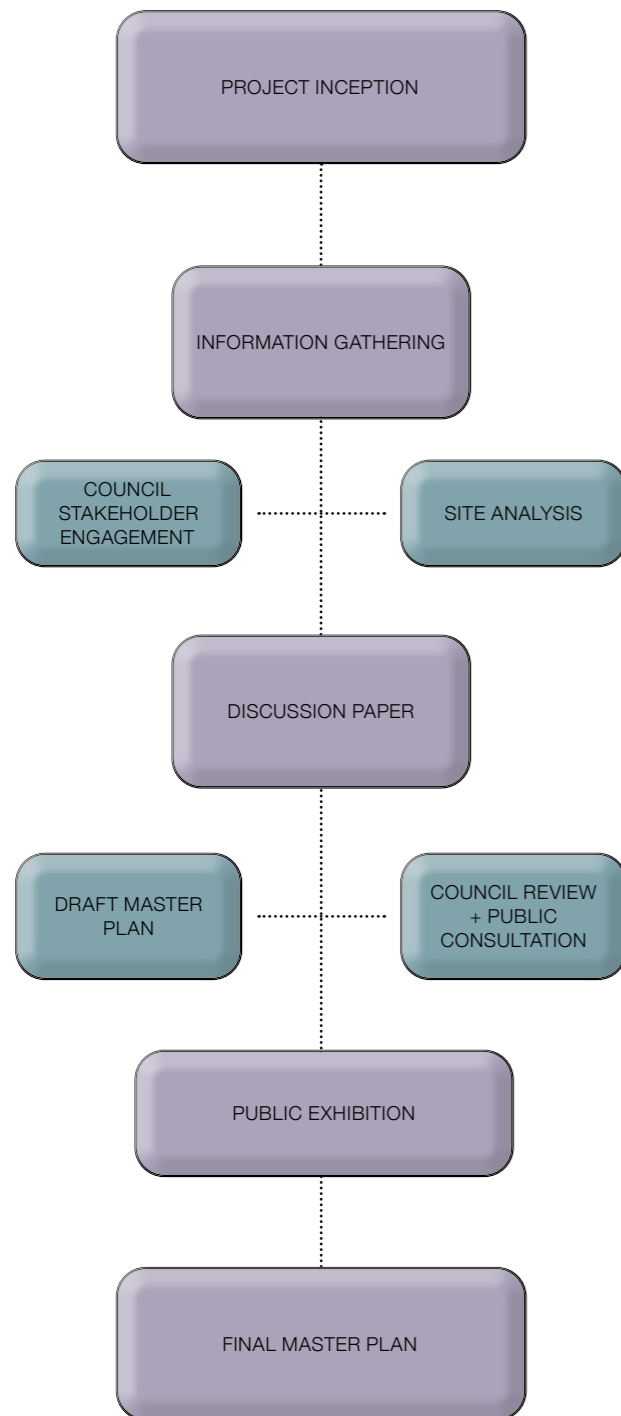 PROJECT INCEPTION
INFORMATION GATHERING
COUNCIL
STAKEHOLDER
ENGAGEMENT
SITE ANALYSIS
DISCUSSION PAPER
DRAFT MASTER
PLAN
COUNCIL REVIEW
+ PUBLIC
CONSULTATION
PUBLIC EXHIBITION
FINAL MASTER PLAN